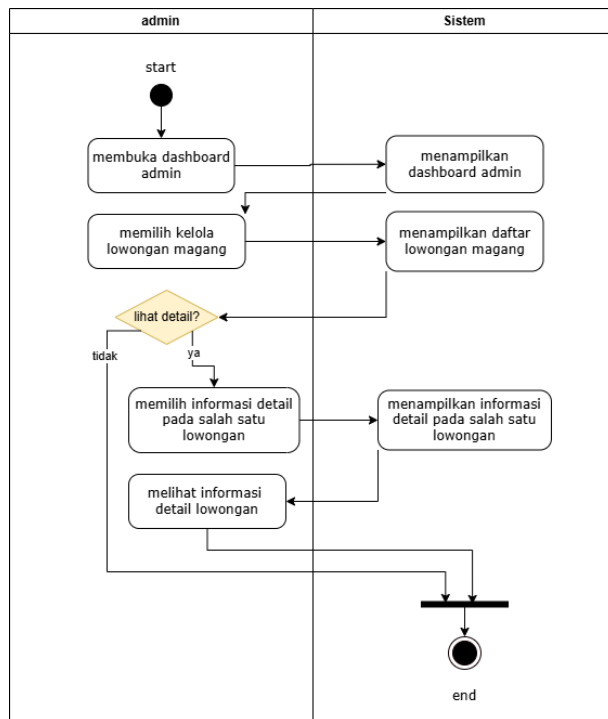 admin
Sistem
start
membuka dashboard
admin
menampilkan
dashboard admin
memilih kelola
lowongan magang
menampilkan daftar
lowongan magang
lihat detail?
tidak
ya
memilih informasi detail
pada salah satu
lowongan
menampilkan informasi
detail pada salah satu
lowongan
melihat informasi
detail lowongan
end